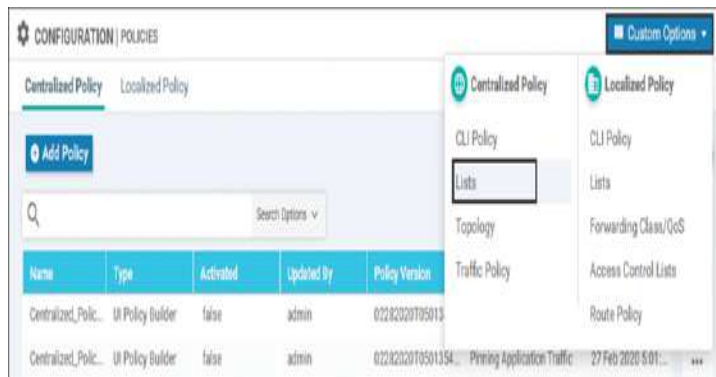 CONFIGURATION | POLICIES
Custom Options
Centralized Policy
Localized Policy
Add Policy
Search Options
Centralized Policy
CLI Policy
Lists
Topology
Traffic Policy
Localized Policy
CLI Policy
Lists
Forwarding Class/QoS
Access Control Lists
Route Policy
Name Type Activated Updated By Policy Version
Centralized_Polic... UI Policy Builder false admin 02282020T05013
Centralized_Polic... UI Policy Builder false admin 02282020T0501354... Pinning Application Traffic 27 Feb 2020 5:01:...